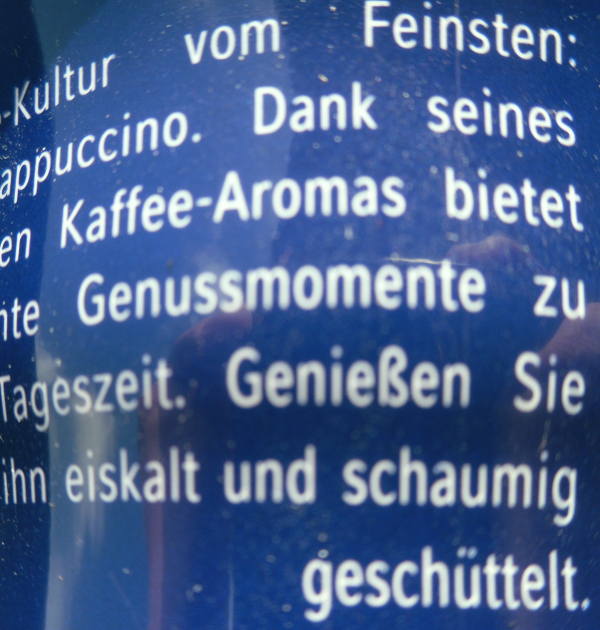 -Kultur vom Feinsten:
appuccino. Dank seines
en Kaffee-Aromas bietet
nte Genussmomente zu
Tageszeit. Genießen Sie
ihn eiskalt und schaumig
geschüttelt.